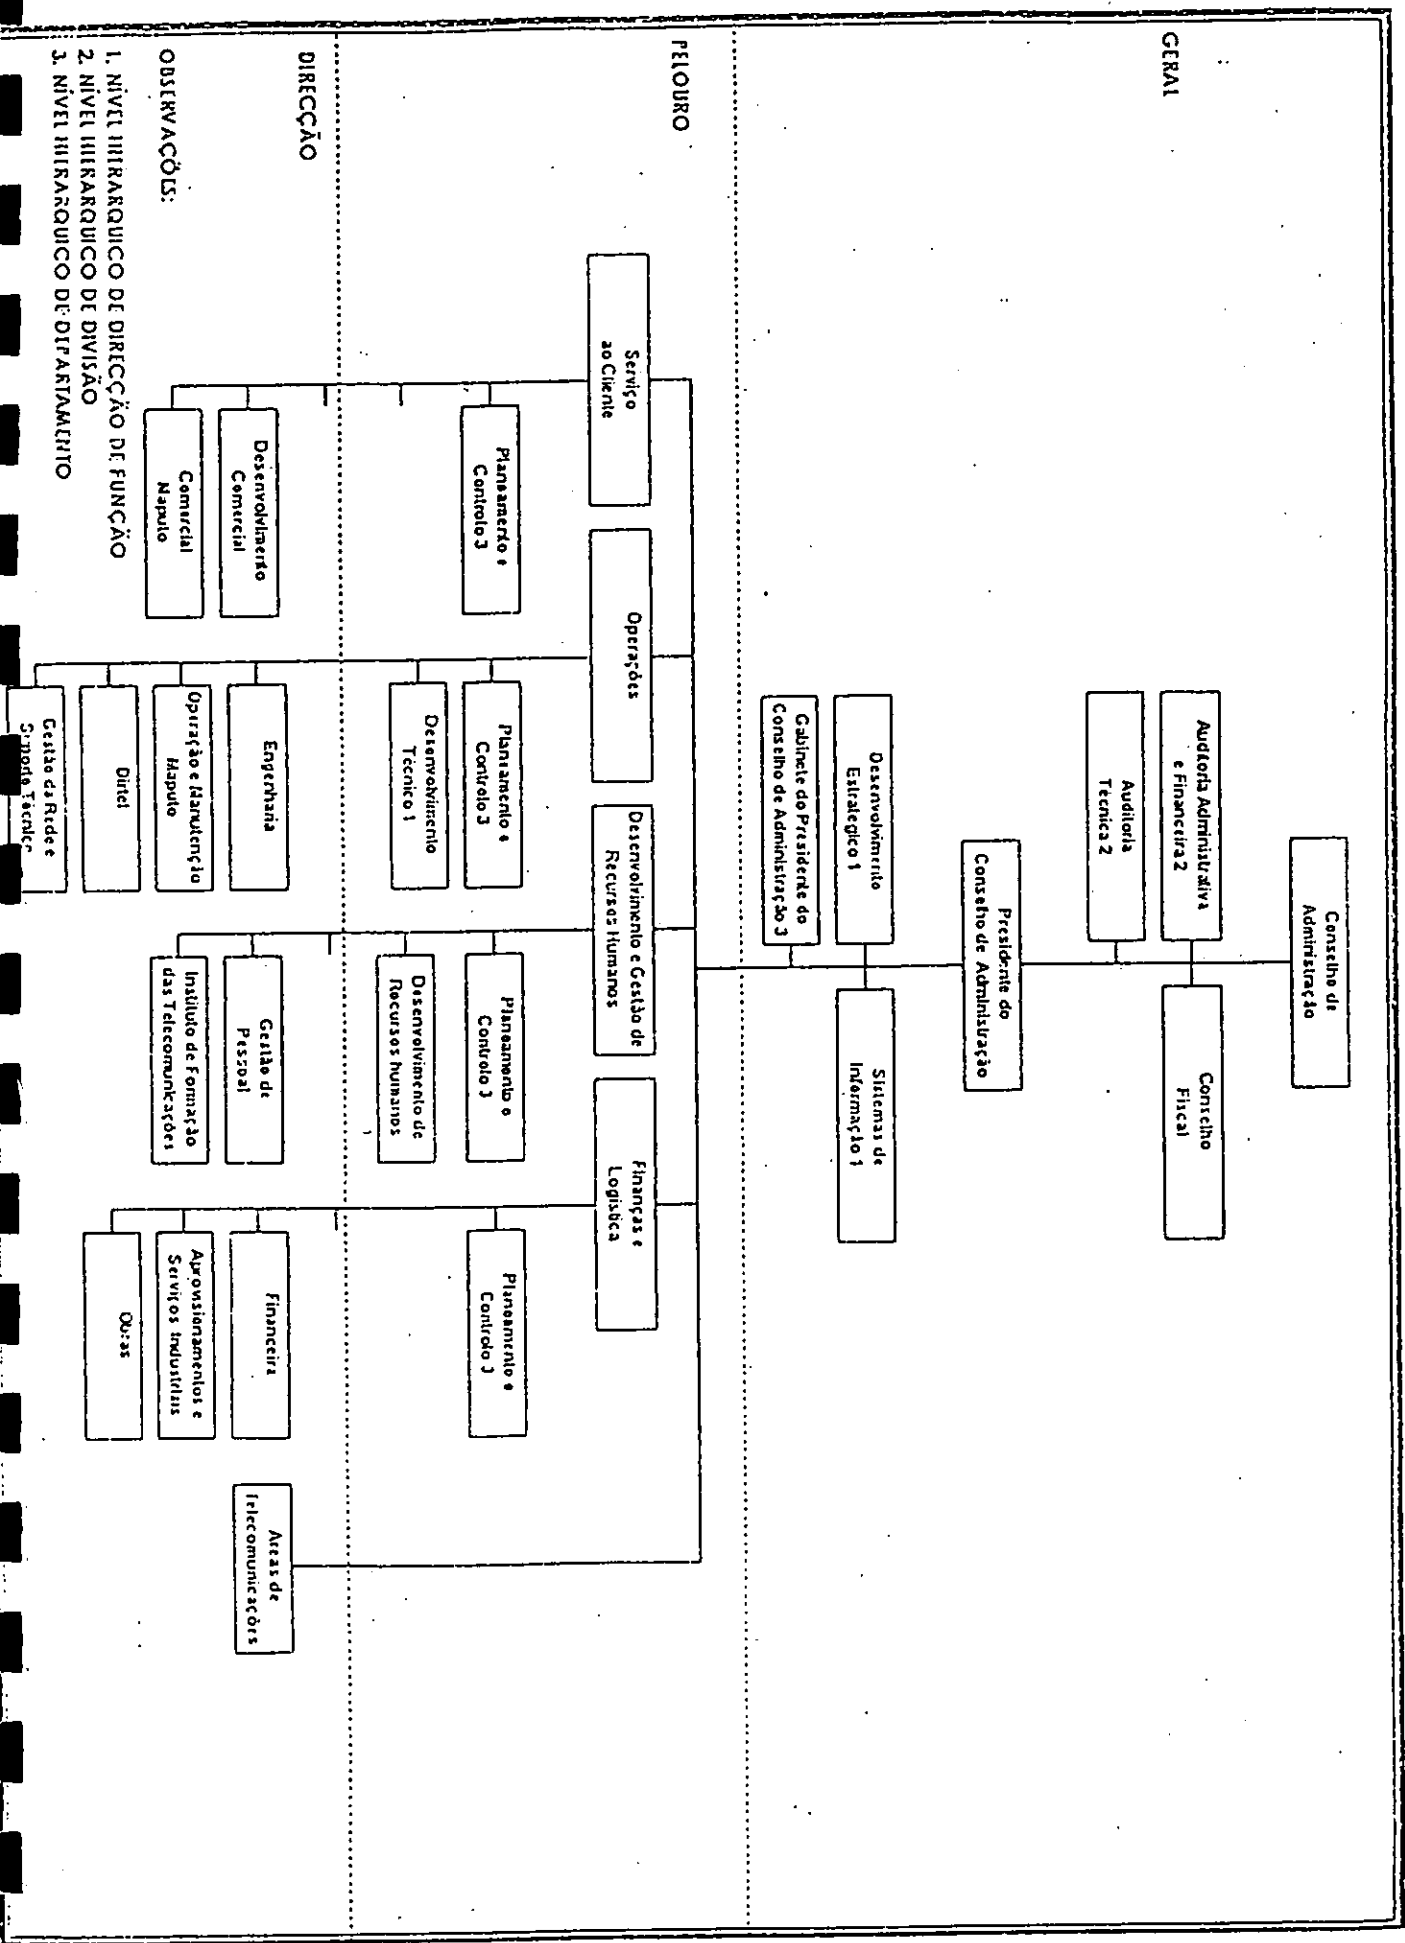 GERAL
Conselho de
Administração
Auditoria Administrativa
e Financeira 2
Conselho
Fiscal
Auditoria
Técnica 2
Presidente do
Conselho de Administração
Desenvolvimento
Estrategico 1
Sistemas de
Informação 1
Gabinete do Presidente do
Conselho de Administração 3
PELOURO
Serviço
ao Cliente
Operações
Desenvolvimento e Gestão de
Recursos Humanos
Finanças e
Logistica
Planeamento e
Controlo 3
Planeamento e
Controlo 3
Planeamento e
Controlo 3
Planeamento e
Controlo 3
Desenvolvimento
Técnico 1
Desenvolvimento de
Recursos humanos
DIRECÇÃO
Desenvolvimento
Comercial
Engenharia
Gestão de
Pessoal
Financeira
Areas de
Telecomunicações
Comercial
Maputo
Operação e Manutenção
Maputo
Instituto de Formação
das Telecomunicações
Aprovisionamentos e
Serviços Industriais
Dirtel
Obras
Gestão da Rede e
Suporte Técnico
OBSERVAÇÕES:
1. NÍVEL HIERARQUICO DE DIRECÇÃO DE FUNÇÃO
2. NÍVEL HIERARQUICO DE DIVISÃO
3. NÍVEL HIERARQUICO DE DEPARTAMENTO